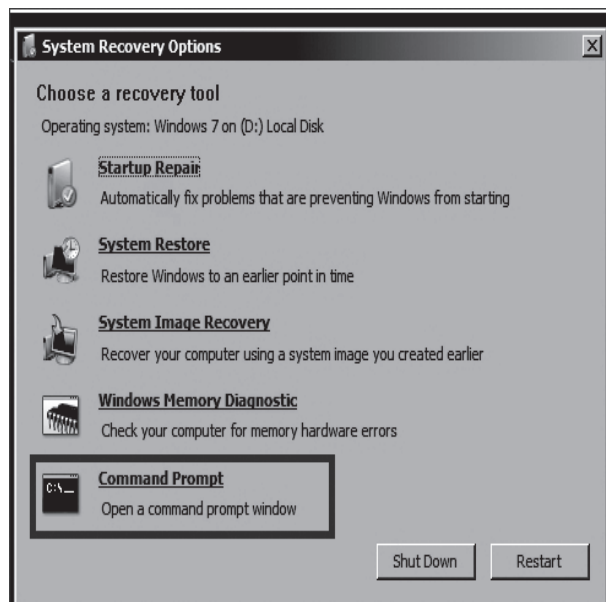 System Recovery Options
Choose a recovery tool
Operating system: Windows 7 on (D:) Local Disk
Startup Repair
Automatically fix problems that are preventing Windows from starting
System Restore
Restore Windows to an earlier point in time
System Image Recovery
Recover your computer using a system image you created earlier
Windows Memory Diagnostic
Check your computer for memory hardware errors
C:\_
Command Prompt
Open a command prompt window
Shut Down
Restart